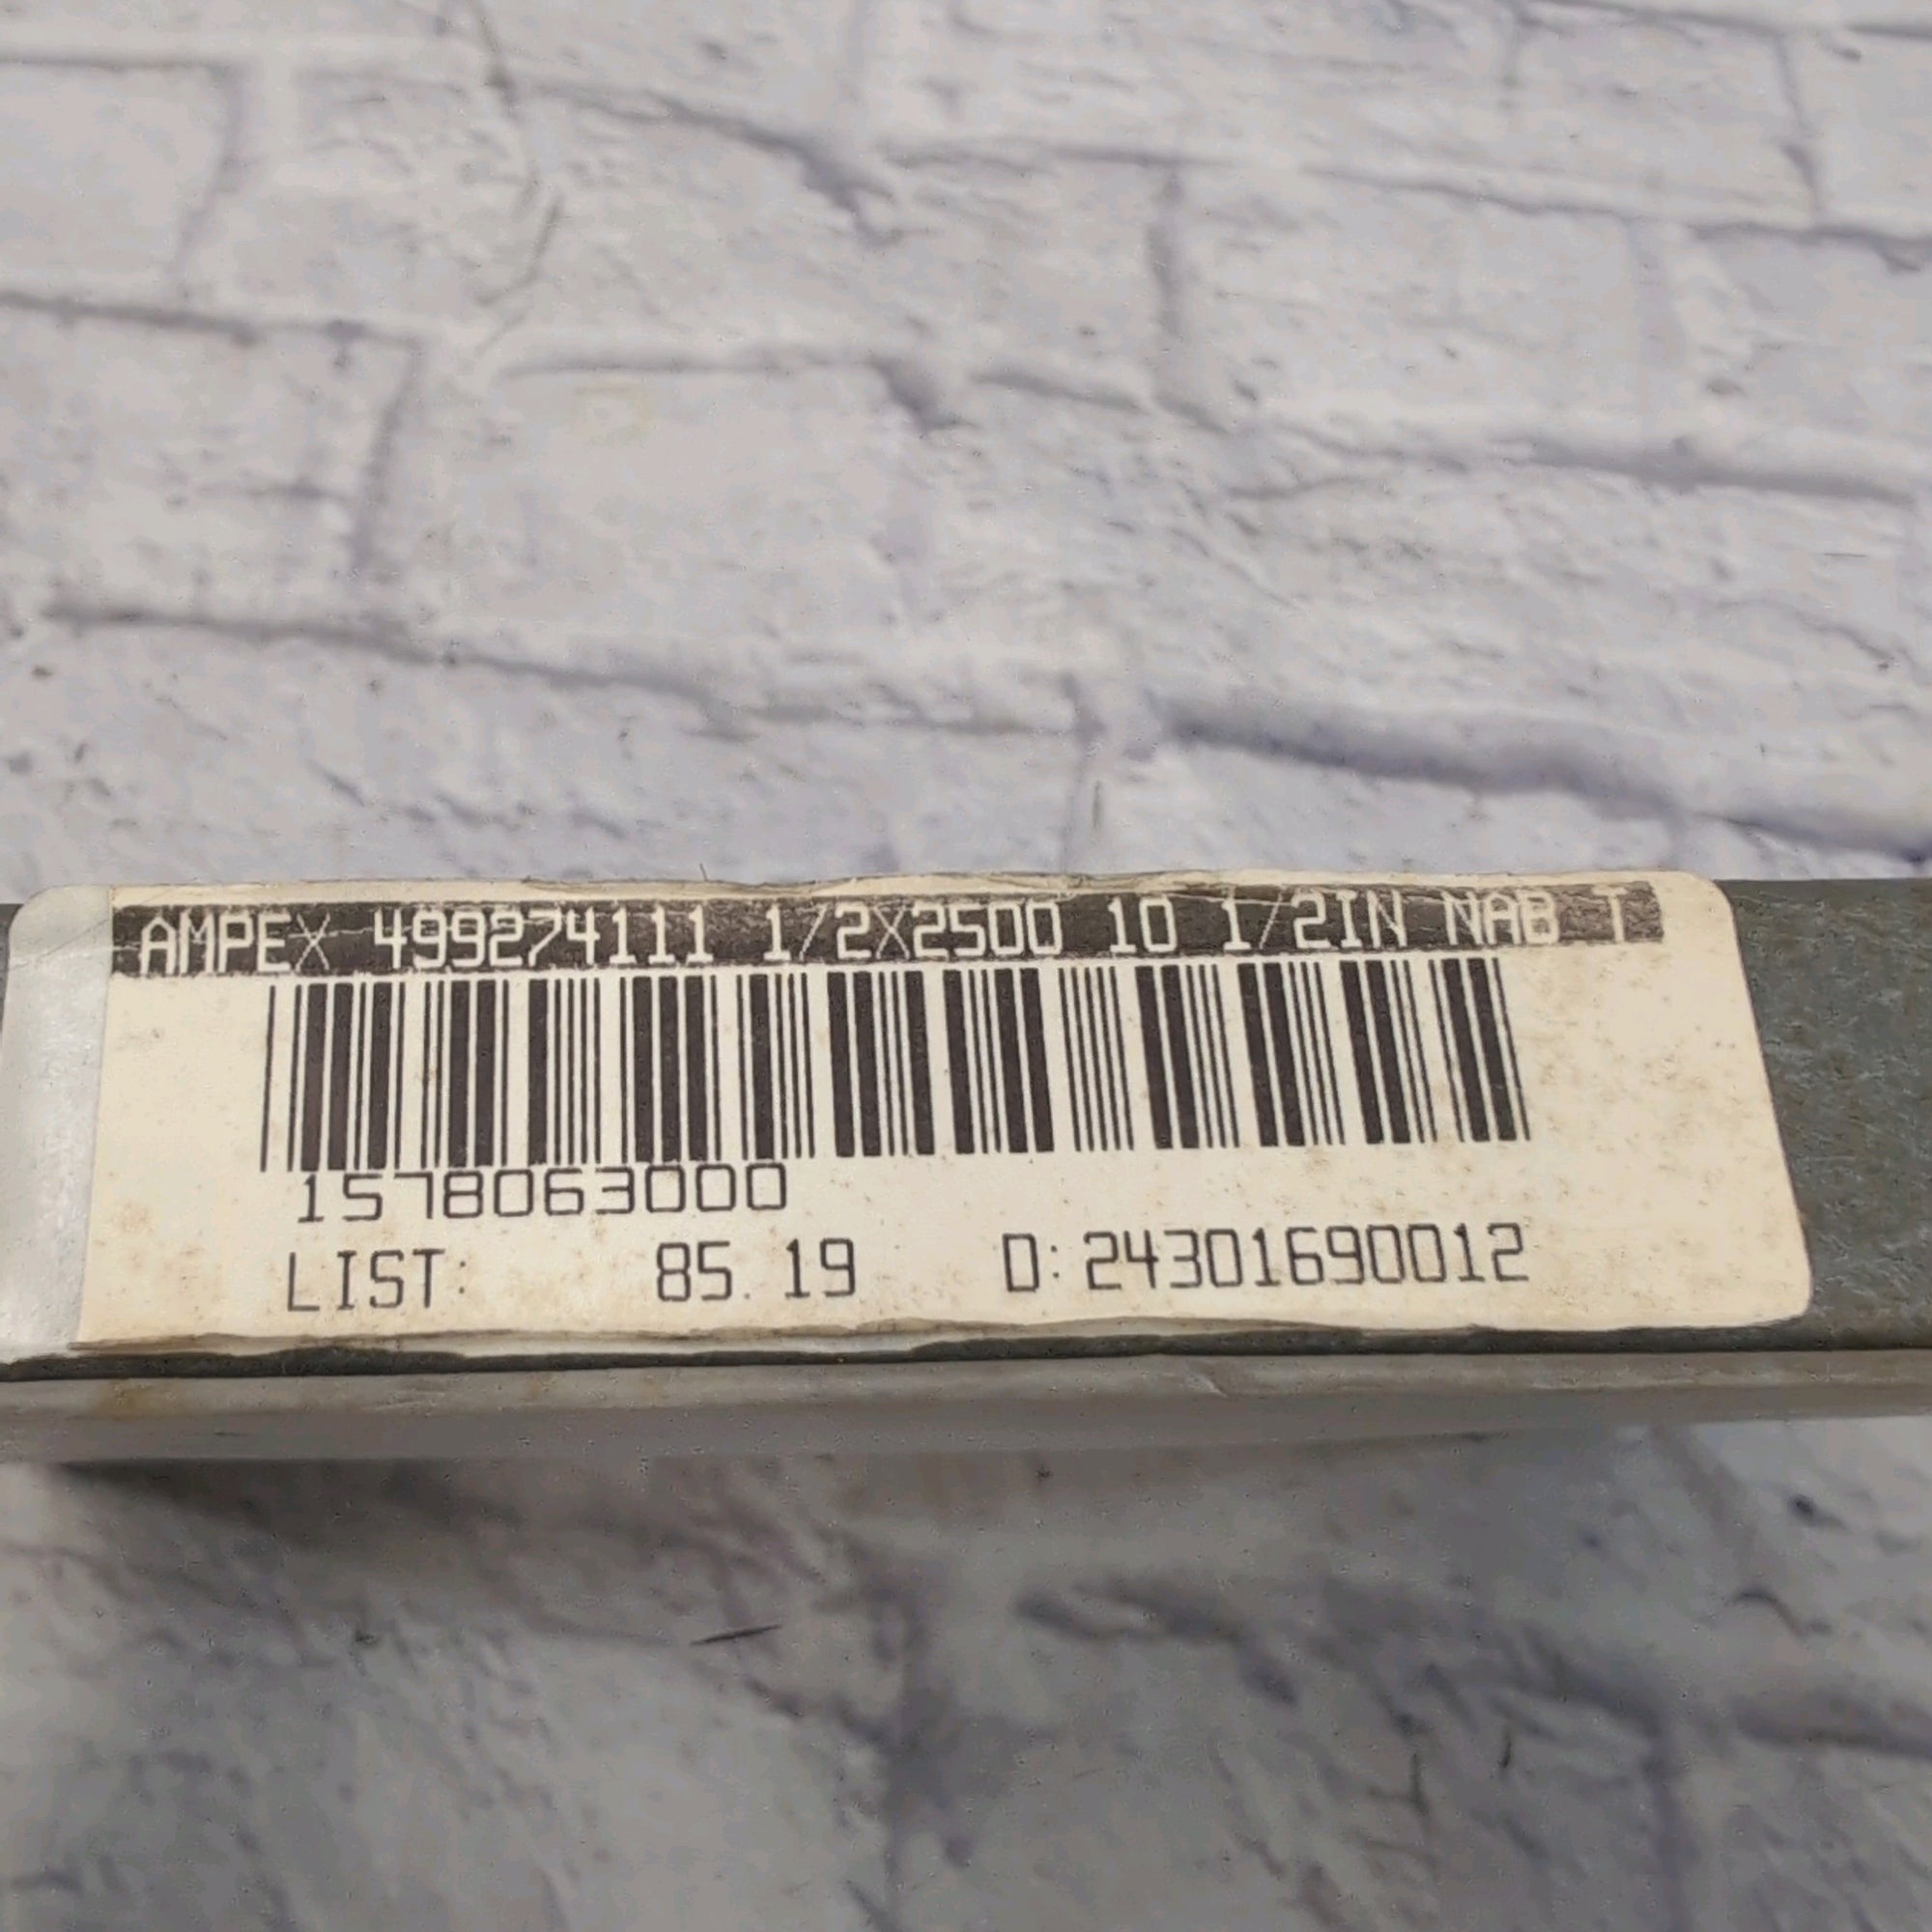 AMPEX 499274111 1/2X2500 10 1/2IN NAB T
1578063000
LIST: 85.19 D:24301690012